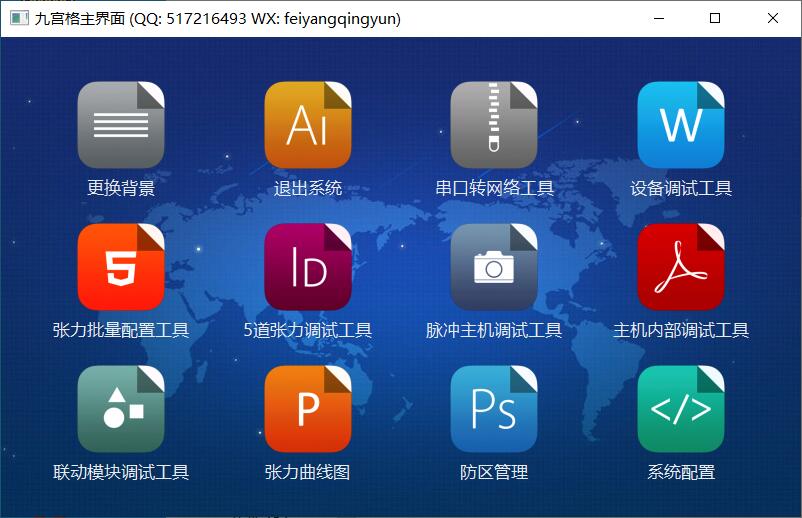 九宫格主界面 (QQ: 517216493 WX: feiyangqingyun)
Ai
W
更换背景
退出系统
串口转网络工具
设备调试工具
5
ID
张力批量配置工具
5道张力调试工具
脉冲主机调试工具
主机内部调试工具
P
Ps
</>
联动模块调试工具
张力曲线图
防区管理
系统配置